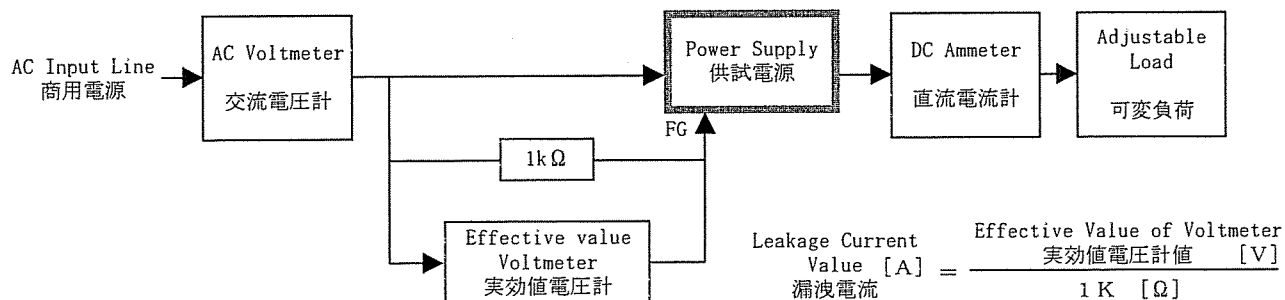 AC Input Line
商用電源
AC Voltmeter
交流電圧計
Power Supply
供試電源
DC Ammeter
直流電流計
Adjustable
Load
可変負荷
FG
1kΩ
Effective value
Voltmeter
実効値電圧計
Leakage Current
Value [A]
漏洩電流
=
Effective Value of Voltmeter
実効値電圧計値 [V]
1 K [Ω]